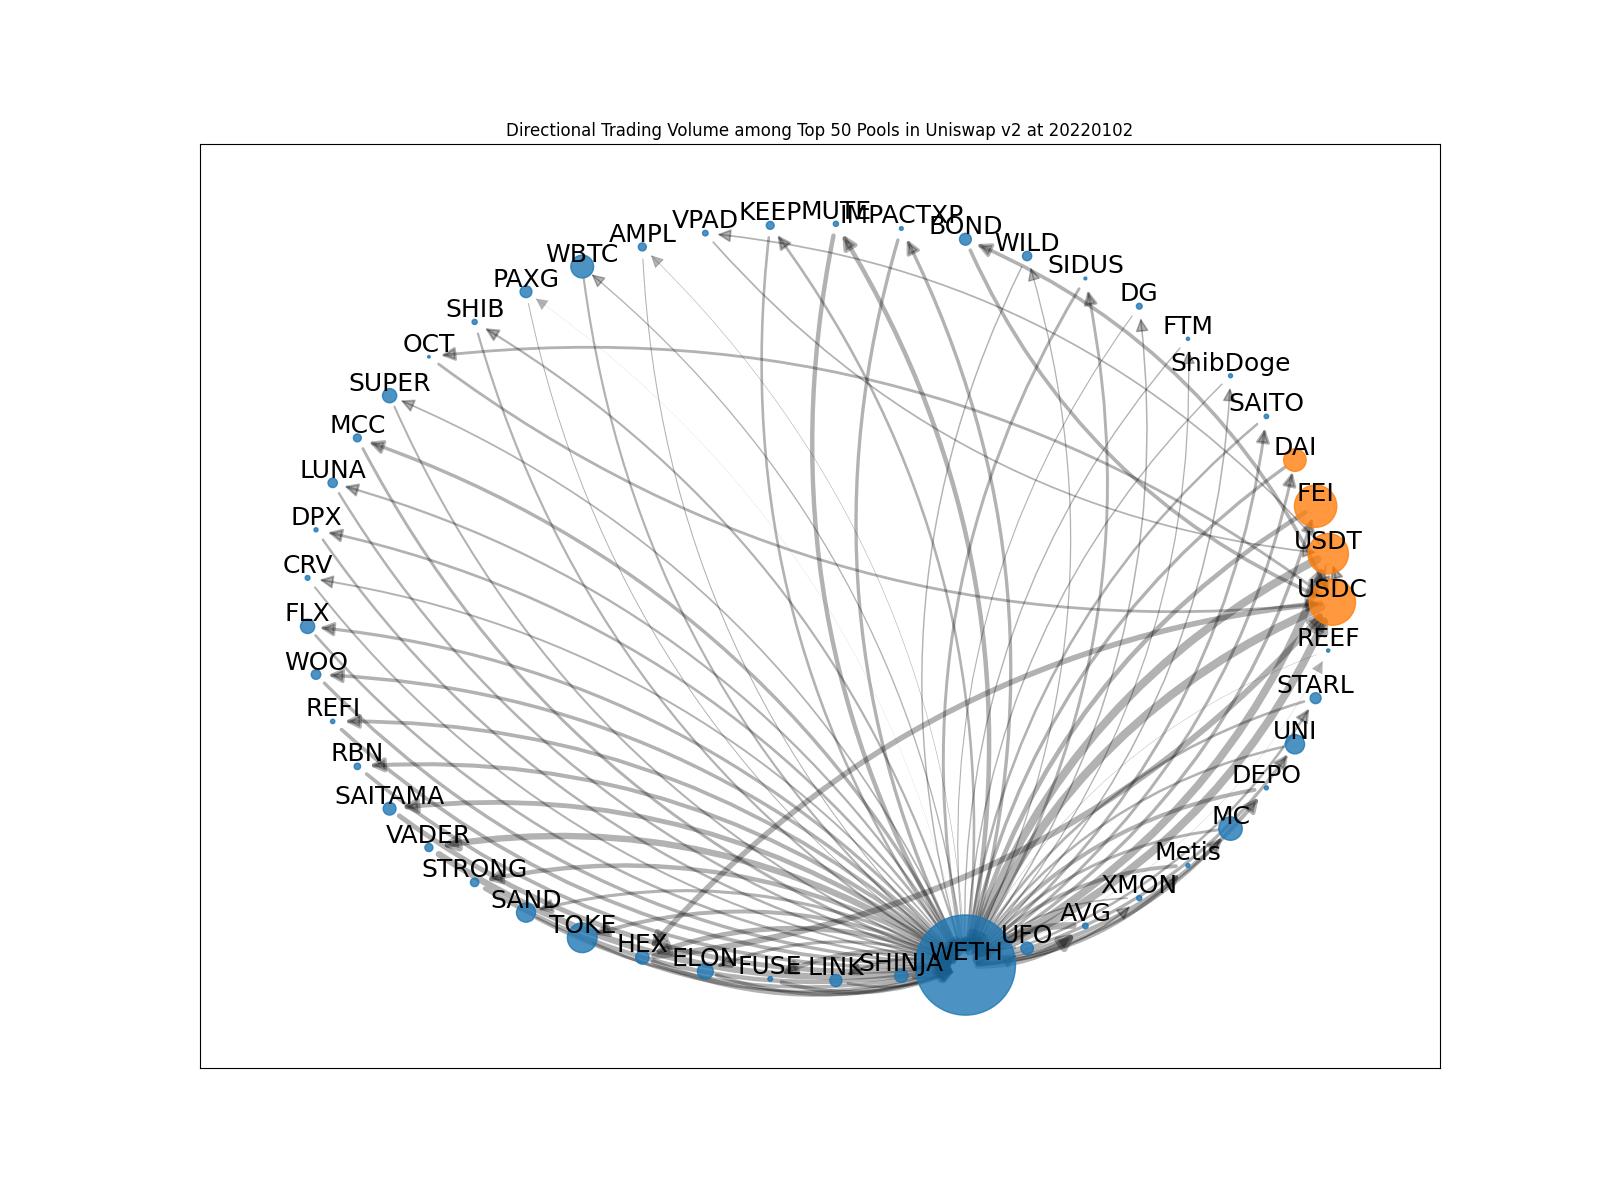 Directional Trading Volume among Top 50 Pools in Uniswap v2 at 20220102
KEEP
MUTE
IMPACTXP
BOND
VPAD
AMPL
WILD
WBTC
SIDUS
PAXG
DG
SHIB
FTM
OCT
ShibDoge
SUPER
SAITO
MCC
DAI
LUNA
FEI
DPX
USDT
CRV
USDC
FLX
REEF
WOO
STARL
REFI
UNI
RBN
DEPO
SAITAMA
MC
VADER
Metis
STRONG
XMON
SAND
AVG
TOKE
UFO
HEX
WETH
ELON
FUSE
LINK
SHINJA